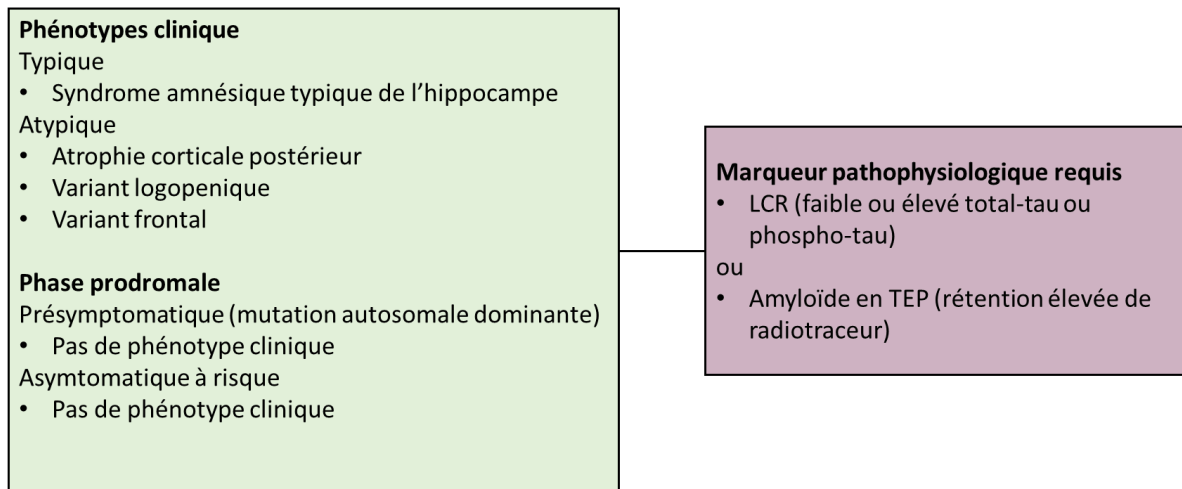 Phénotypes clinique
Typique
• Syndrome amnésique typique de l'hippocampe
Atypique
• Atrophie corticale postérieur
• Variant logopenique
• Variant frontal
Phase prodromale
Présymptomatique (mutation autosomale dominante)
• Pas de phénotype clinique
Asymtomatique à risque
• Pas de phénotype clinique
Marqueur pathophysiologique requis
• LCR (faible ou élevé total-tau ou
phospho-tau)
ou
• Amyloïde en TEP (rétention élevée de
radiotraceur)